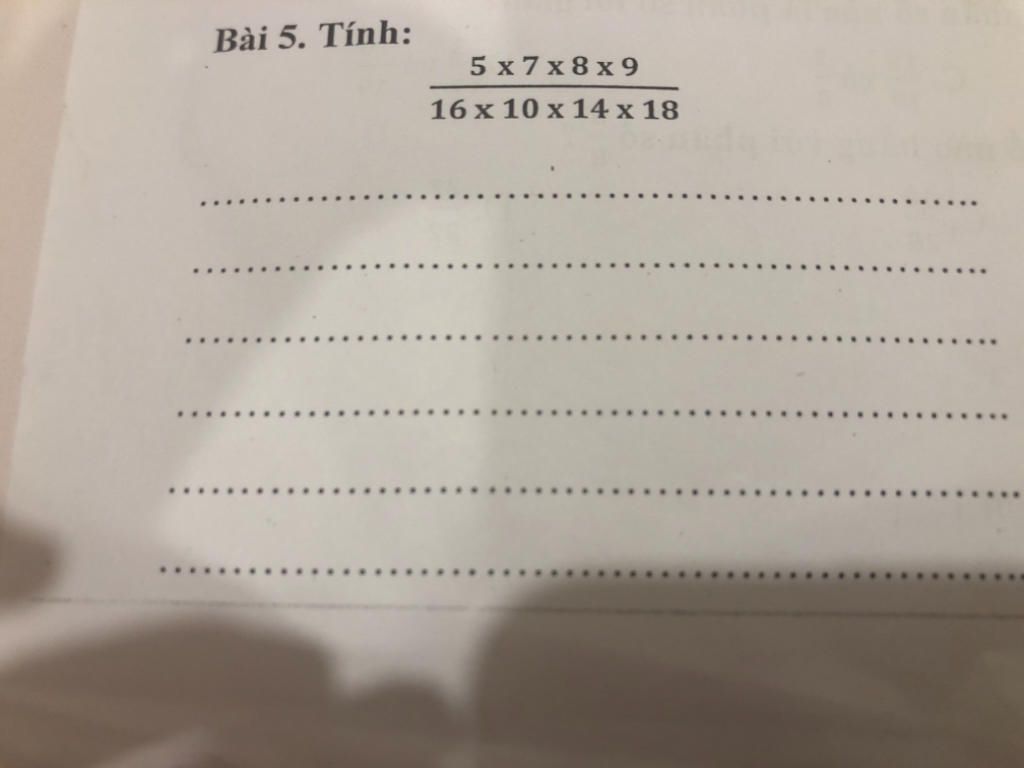 Bài 5. Tính:
5 x 7 x 8 x 9
16 x 10 x 14 x 18